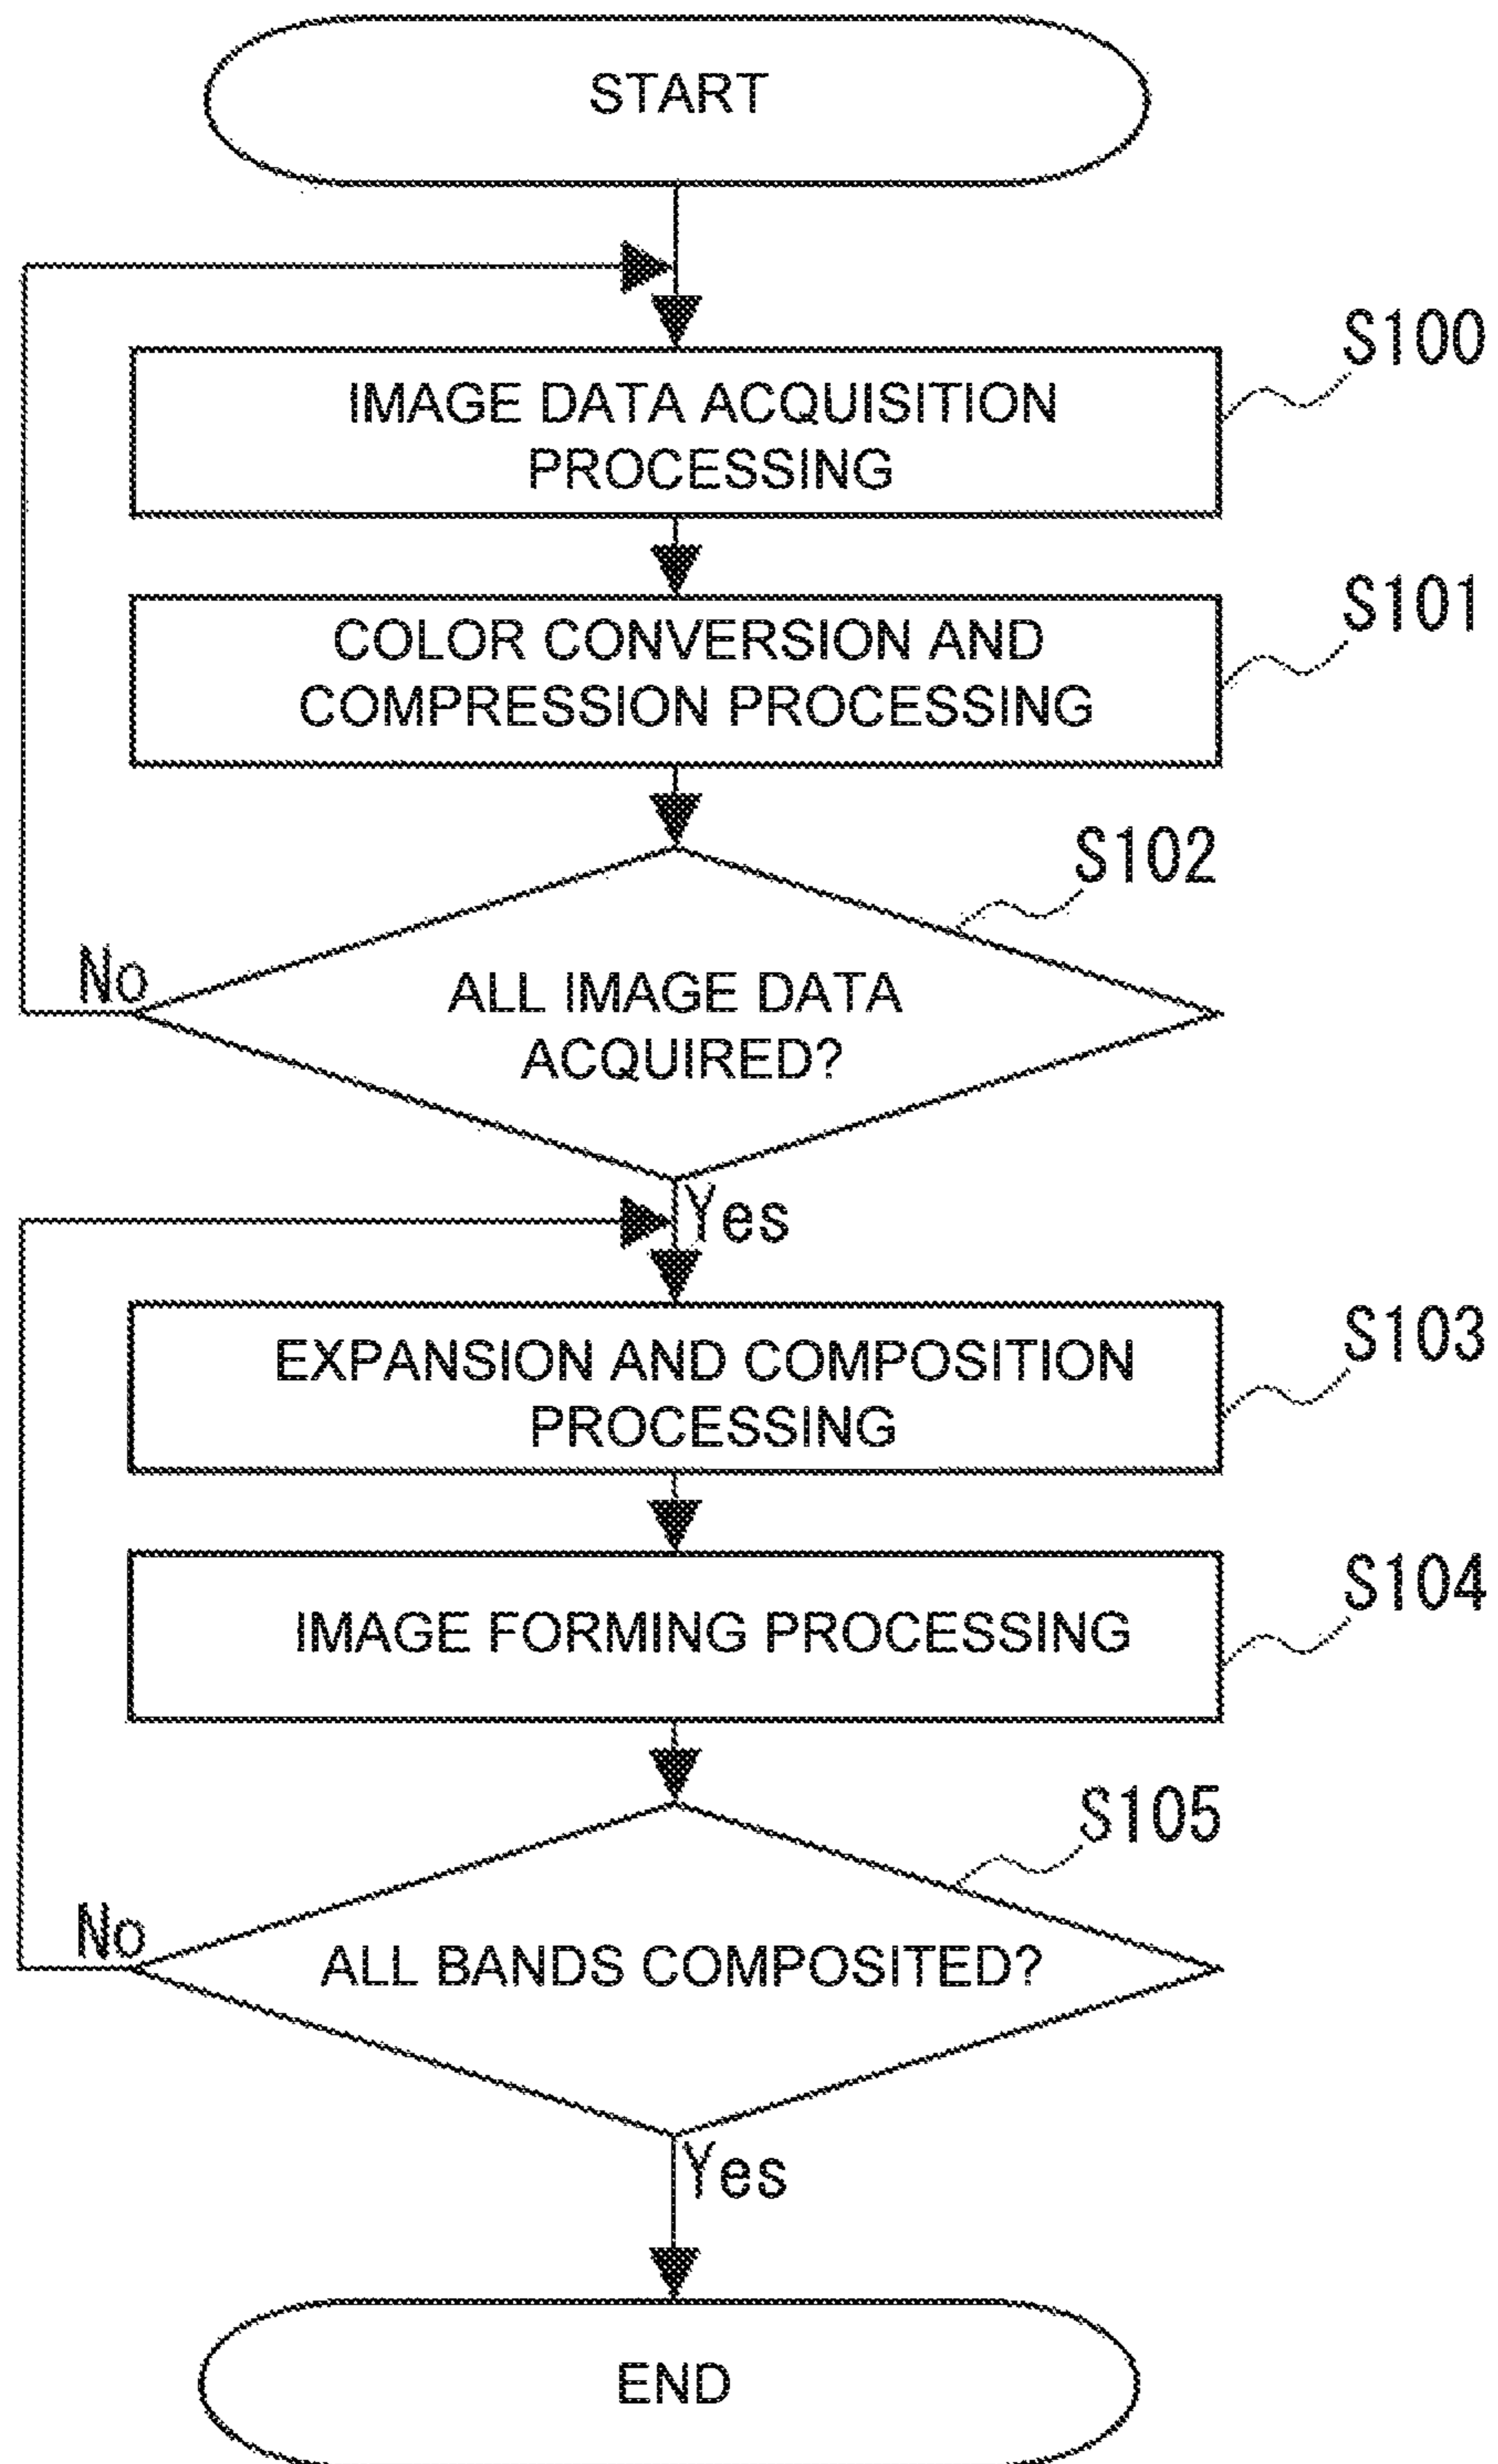 START
S100
IMAGE DATA ACQUISITION
PROCESSING
S101
COLOR CONVERSION AND
COMPRESSION PROCESSING
S102
No
ALL IMAGE DATA
ACQUIRED?
Yes
S103
EXPANSION AND COMPOSITION
PROCESSING
S104
IMAGE FORMING PROCESSING
S105
No
ALL BANDS COMPOSITED?
Yes
END